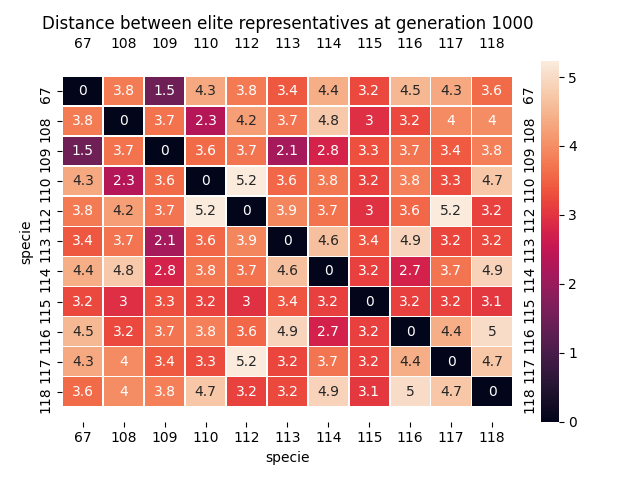 Distance between elite representatives at generation 1000
67 108 109 110 112 113 114 115 116 117 118
67 0 3.8 1.5 4.3 3.8 3.4 4.4 3.2 4.5 4.3 3.6 67
108 3.8 0 3.7 2.3 4.2 3.7 4.8 3 3.2 4 4 108
109 1.5 3.7 0 3.6 3.7 2.1 2.8 3.3 3.7 3.4 3.8 109
110 4.3 2.3 3.6 0 5.2 3.6 3.8 3.2 3.8 3.3 4.7 110
112 3.8 4.2 3.7 5.2 0 3.9 3.7 3 3.6 5.2 3.2 112
113 3.4 3.7 2.1 3.6 3.9 0 4.6 3.4 4.9 3.2 3.2 113
114 4.4 4.8 2.8 3.8 3.7 4.6 0 3.2 2.7 3.7 4.9 114
115 3.2 3 3.3 3.2 3 3.4 3.2 0 3.2 3.2 3.1 115
116 4.5 3.2 3.7 3.8 3.6 4.9 2.7 3.2 0 4.4 5 116
117 4.3 4 3.4 3.3 5.2 3.2 3.7 3.2 4.4 0 4.7 117
118 3.6 4 3.8 4.7 3.2 3.2 4.9 3.1 5 4.7 0 118
67 108 109 110 112 113 114 115 116 117 118
specie
specie
5
4
3
2
1
0